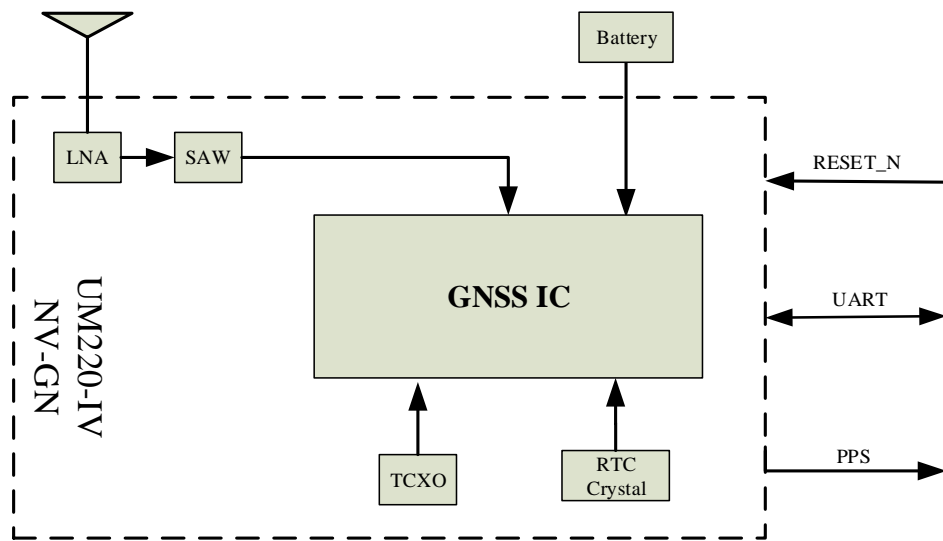 Battery
LNA
SAW
RESET_N
GNSS IC
UM220-IV
NV-GN
UART
TCXO
RTC
Crystal
PPS